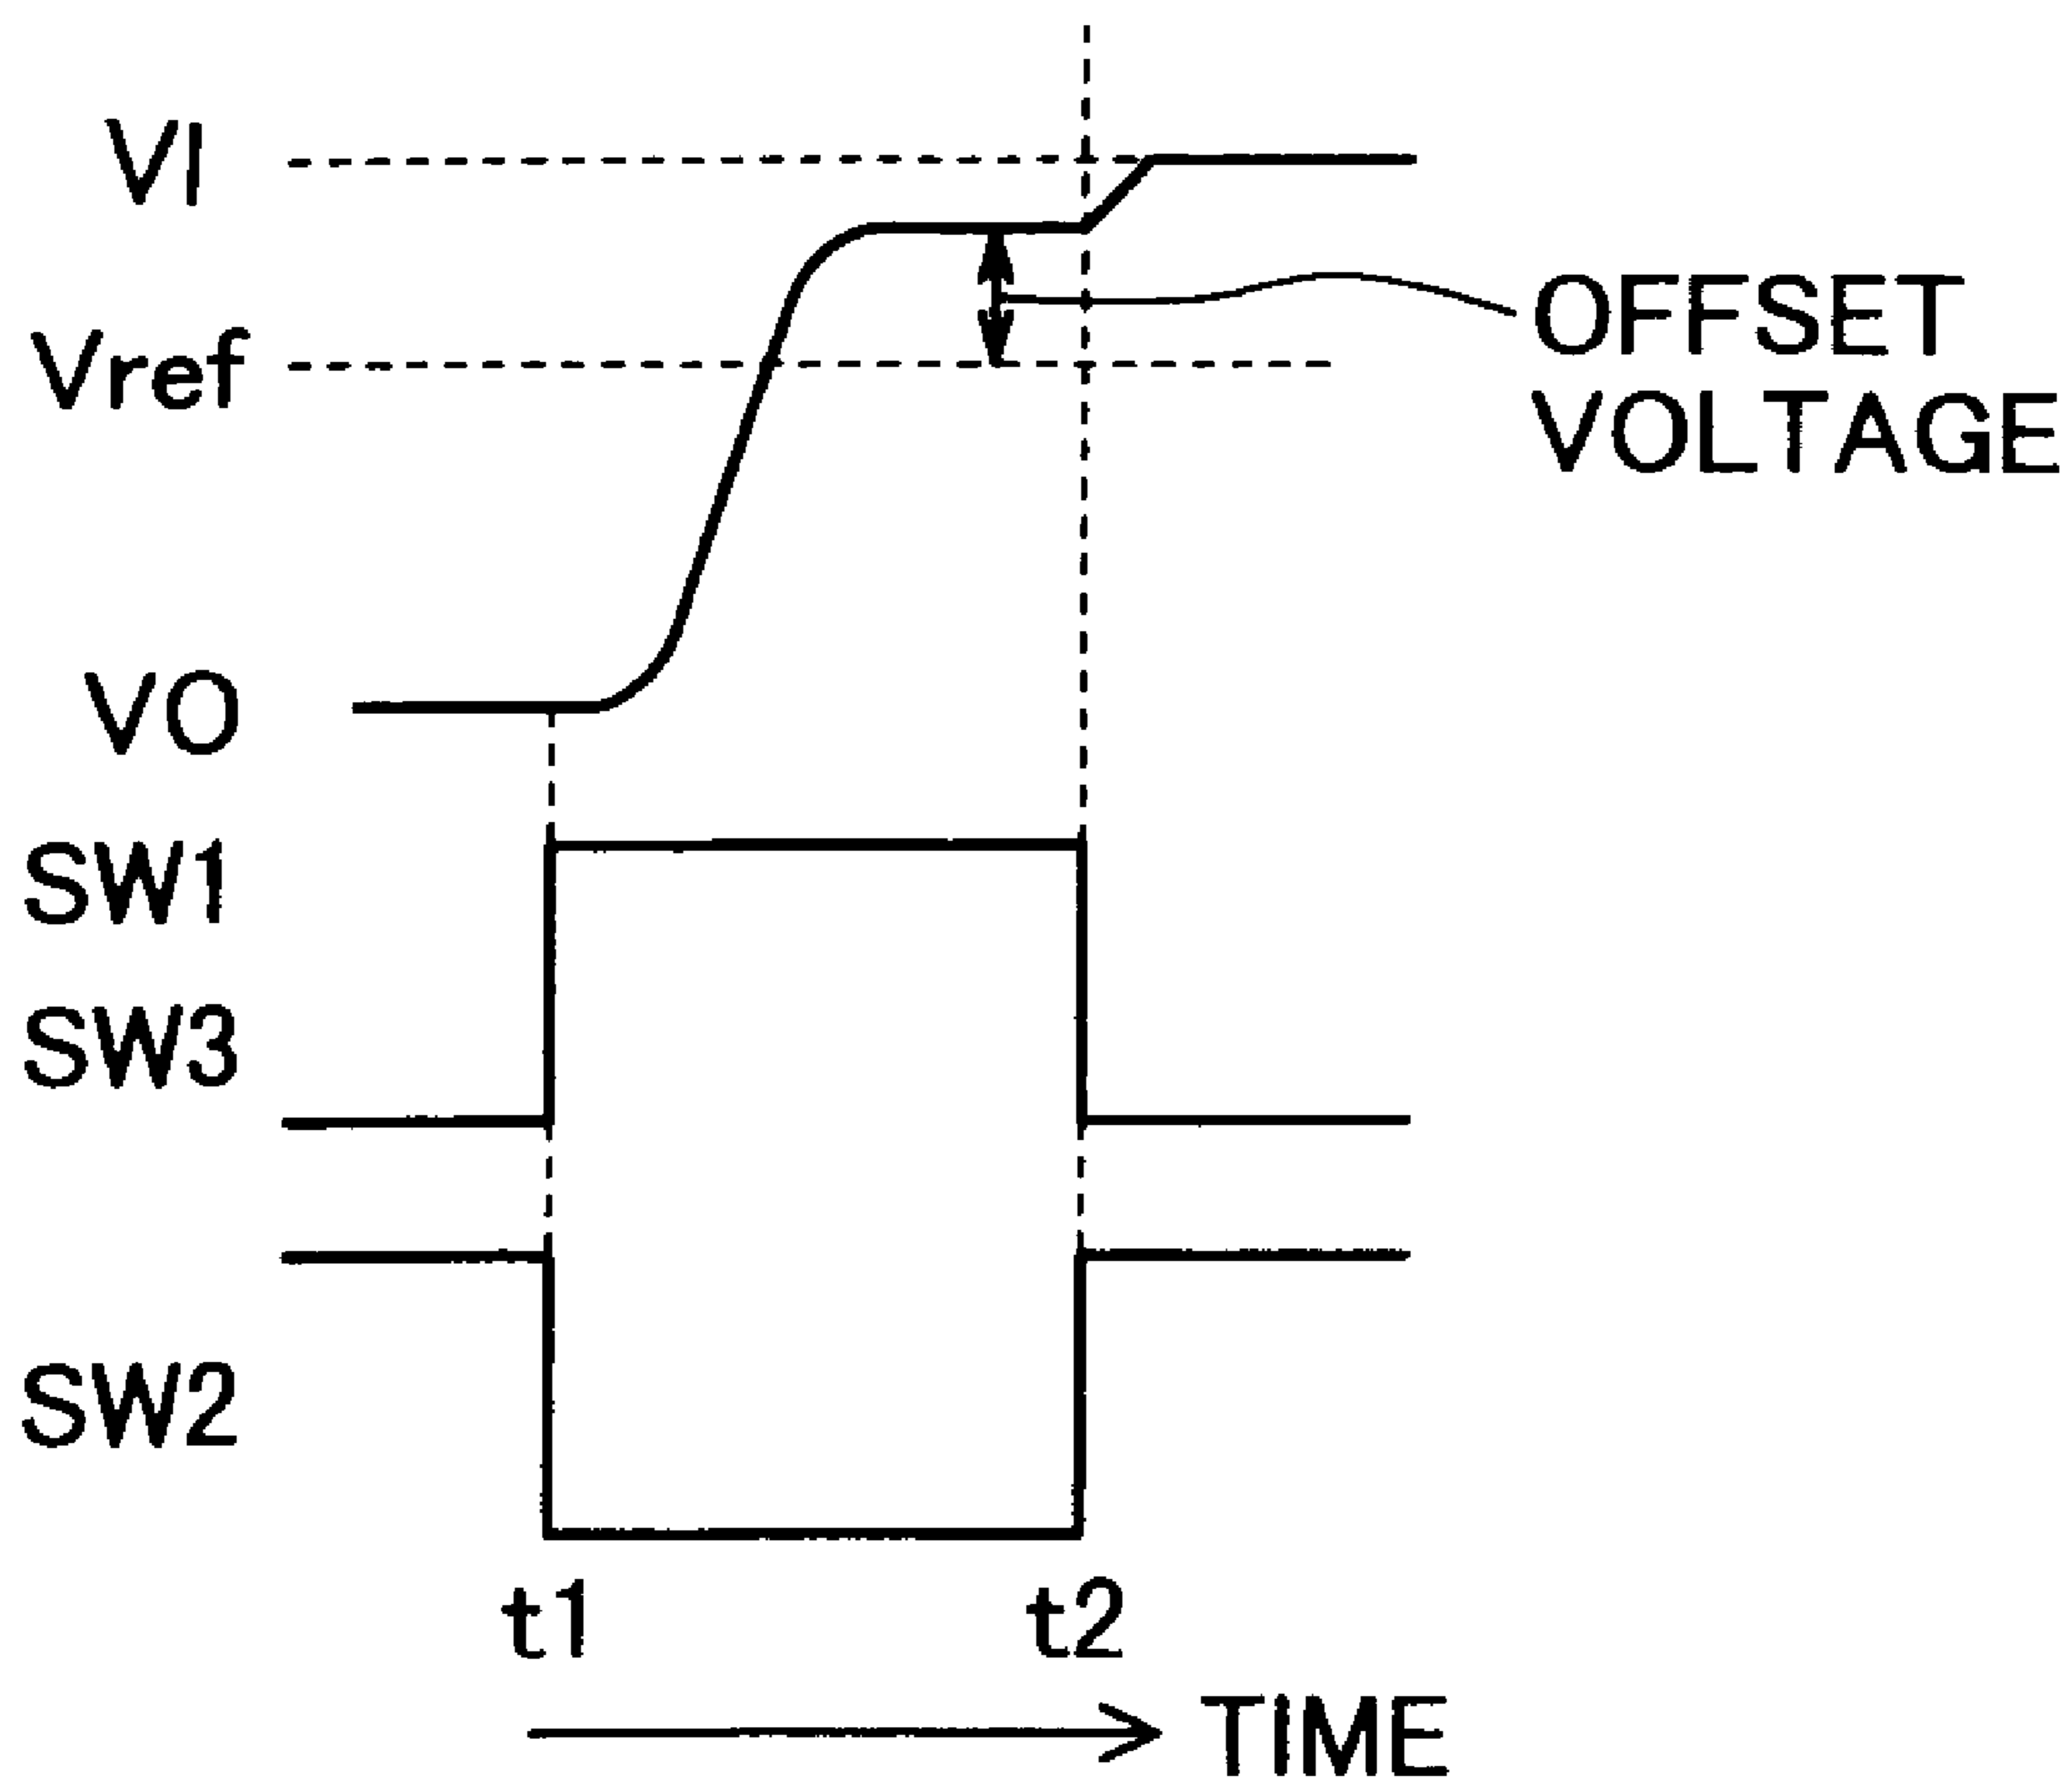 VI
Vref
OFFSET
VOLTAGE
VO
SW1
SW3
SW2
t1 t2
TIME